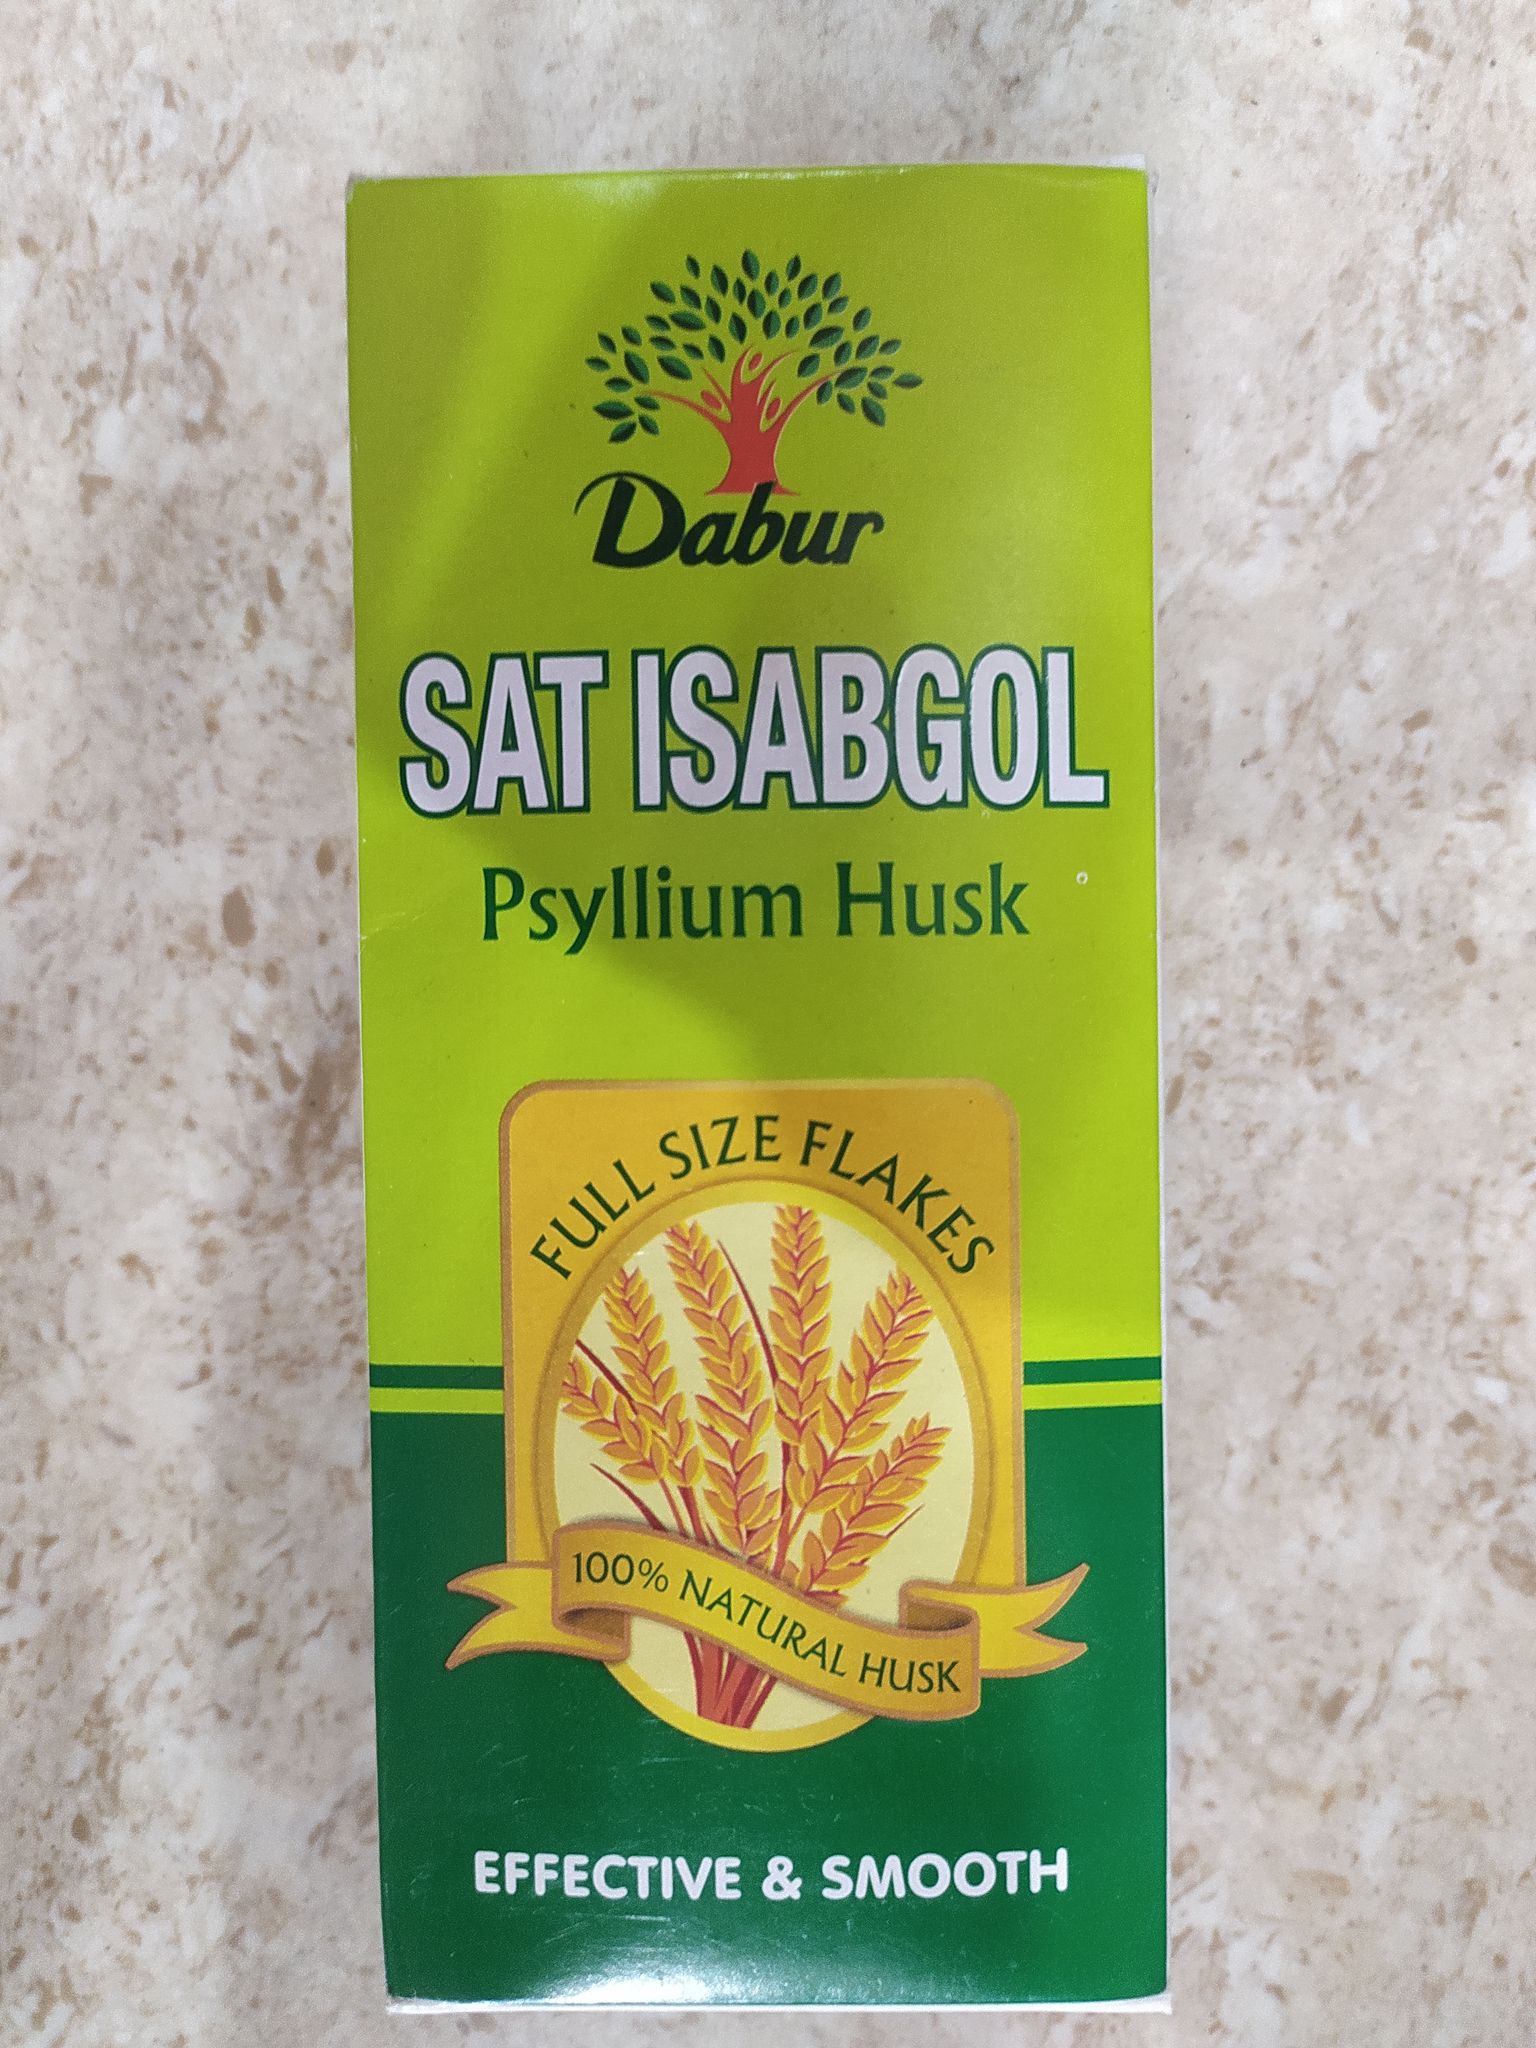 Dabur
SAT ISABGOL
Psyllium Husk
FULL SIZE FLAKES
100% NATURAL HUSK
EFFECTIVE & SMOOTH